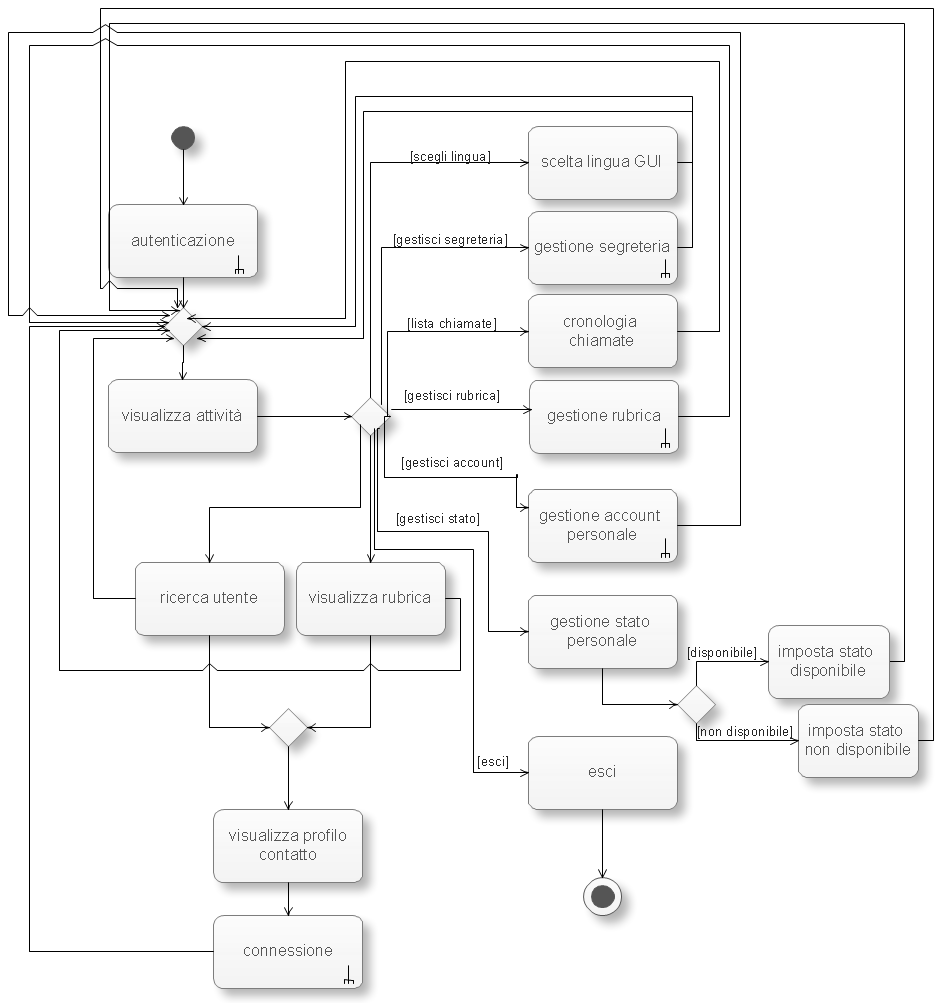 [scegli lingua]
scelta lingua GUI
autenticazione
[gestisci segreteria]
gestione segreteria
[lista chiamate]
cronologia
chiamate
visualizza attività
[gestisci rubrica]
gestione rubrica
[gestisci account]
gestione account
personale
[gestisci stato]
ricerca utente
visualizza rubrica
gestione stato
personale
[disponibile]
imposta stato
disponibile
[non disponibile]
imposta stato
non disponibile
[esci]
esci
visualizza profilo
contatto
connessione